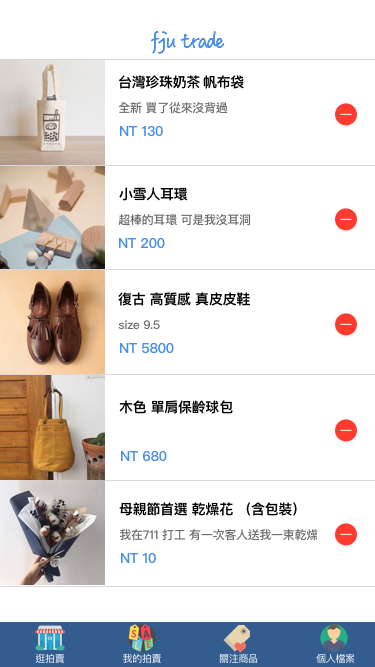 fju trade
台灣珍珠奶茶 帆布袋
全新 買了從來沒背過
NT 130
小雪人耳環
超棒的耳環 可是我沒耳洞
NT 200
復古 高質感 真皮皮鞋
size 9.5
NT 5800
木色 單肩保齡球包
NT 680
母親節首選 乾燥花 （含包裝）
我在711 打工 有一次客人送我一束乾燥
NT 10
SALE
逛拍賣 我的拍賣 關注商品 個人檔案